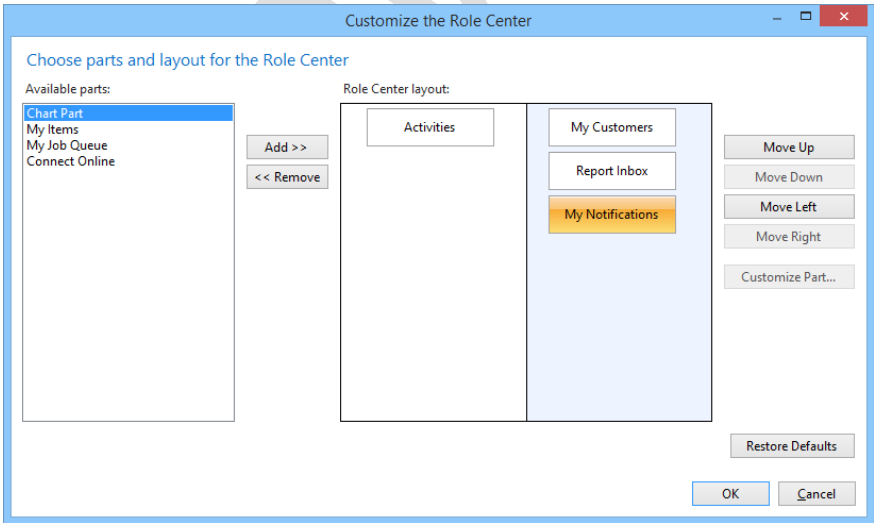 Customize the Role Center
Choose parts and layout for the Role Center
Available parts:
Role Center layout:
Chart Part
My Items
My Job Queue
Connect Online
Add >>
<< Remove
Activities
My Customers
Report Inbox
My Notifications
Move Up
Move Down
Move Left
Move Right
Customize Part...
Restore Defaults
OK
Cancel